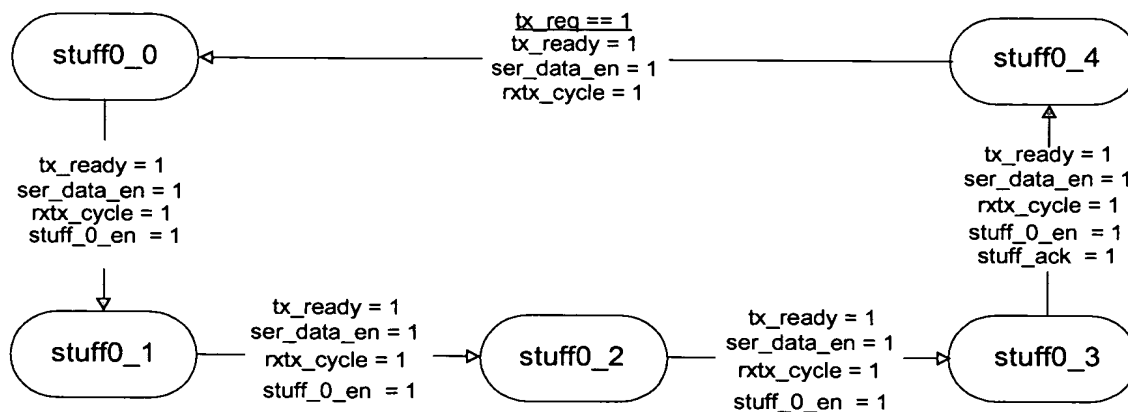 stuff0_0
tx_req == 1
tx_ready = 1
ser_data_en = 1
rxtx_cycle = 1
stuff0_4
tx_ready = 1
ser_data_en = 1
rxtx_cycle = 1
stuff_0_en = 1
tx_ready = 1
ser_data_en = 1
rxtx_cycle = 1
stuff_0_en = 1
stuff_ack = 1
stuff0_1
tx_ready = 1
ser_data_en = 1
rxtx_cycle = 1
stuff_0_en = 1
stuff0_2
tx_ready = 1
ser_data_en = 1
rxtx_cycle = 1
stuff_0_en = 1
stuff0_3